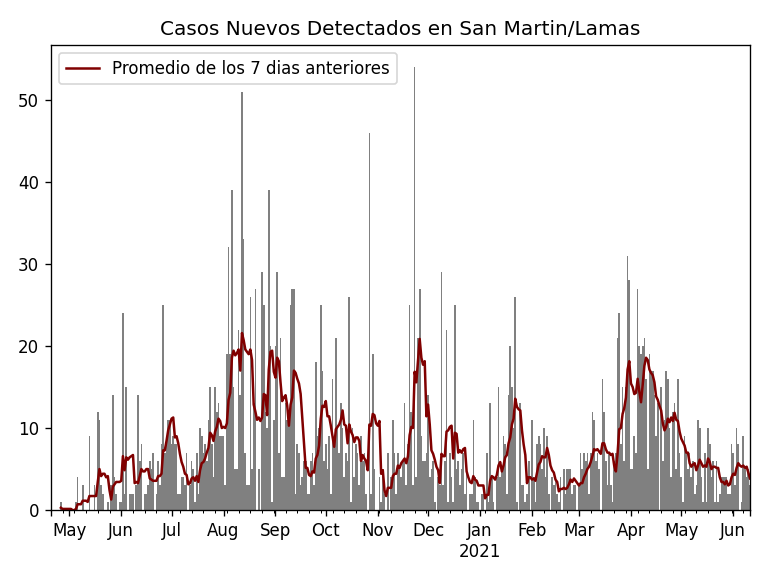 Casos Nuevos Detectados en San Martin/Lamas
Promedio de los 7 dias anteriores
50
40
30
20
10
0
May Jun Jul Aug Sep Oct Nov Dec Jan Feb Mar Apr May Jun
2021